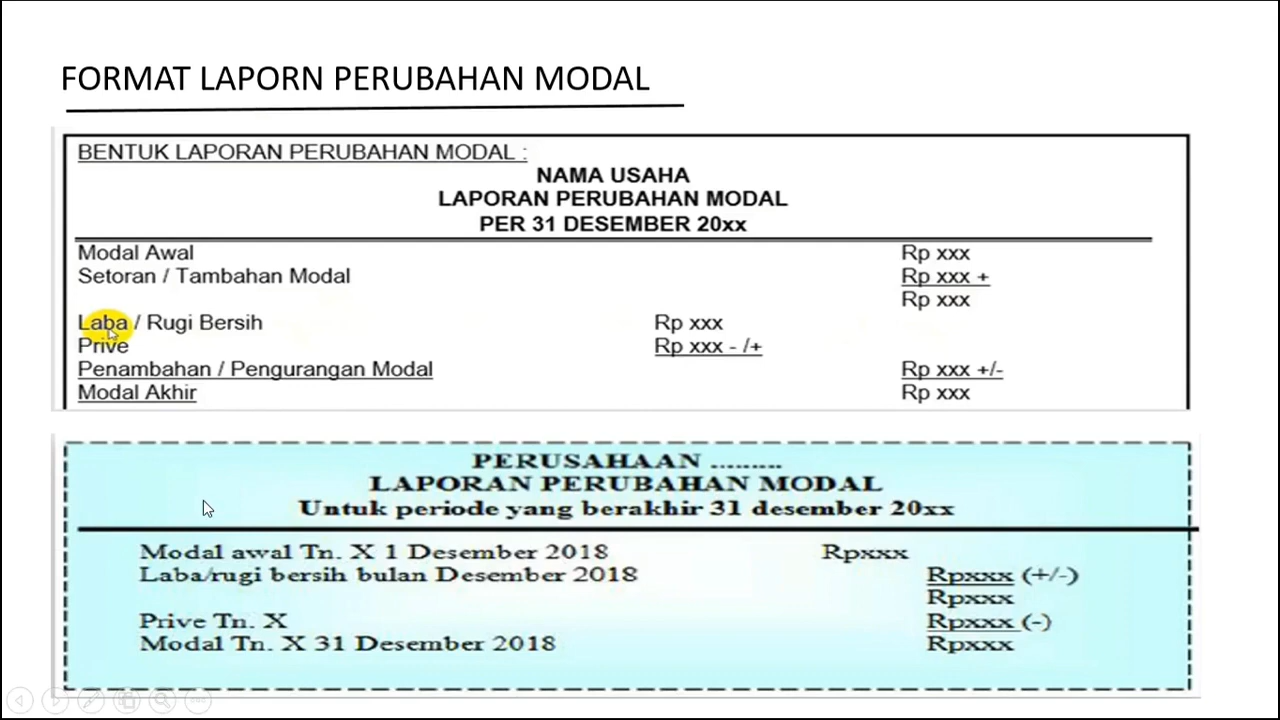 FORMAT LAPORN PERUBAHAN MODAL
BENTUK LAPORAN PERUBAHAN MODAL :
NAMA USAHA
LAPORAN PERUBAHAN MODAL
PER 31 DESEMBER 20xx
Modal Awal Rp xxx
Setoran / Tambahan Modal Rp xxx +
Rp xxx
Laba / Rugi Bersih Rp xxx
Prive Rp xxx - /+
Penambahan / Pengurangan Modal Rp xxx +/-
Modal Akhir Rp xxx
PERUSAHAAN .........
LAPORAN PERUBAHAN MODAL
Untuk periode yang berakhir 31 desember 20xx
Modal awal Tn. X 1 Desember 2018 Rpxxx
Laba/rugi bersih bulan Desember 2018 Rpxxx (+/-)
Rpxxx
Prive Tn. X Rpxxx (-)
Modal Tn. X 31 Desember 2018 Rpxxx